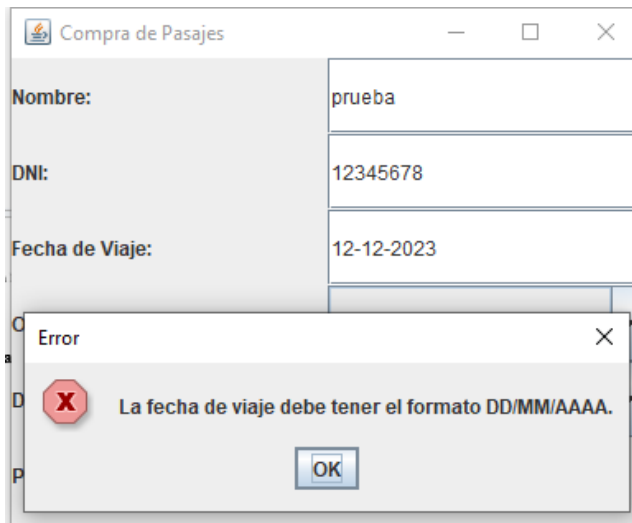 Compra de Pasajes
Nombre: prueba
DNI: 12345678
Fecha de Viaje: 12-12-2023
Error
La fecha de viaje debe tener el formato DD/MM/AAAA.
OK